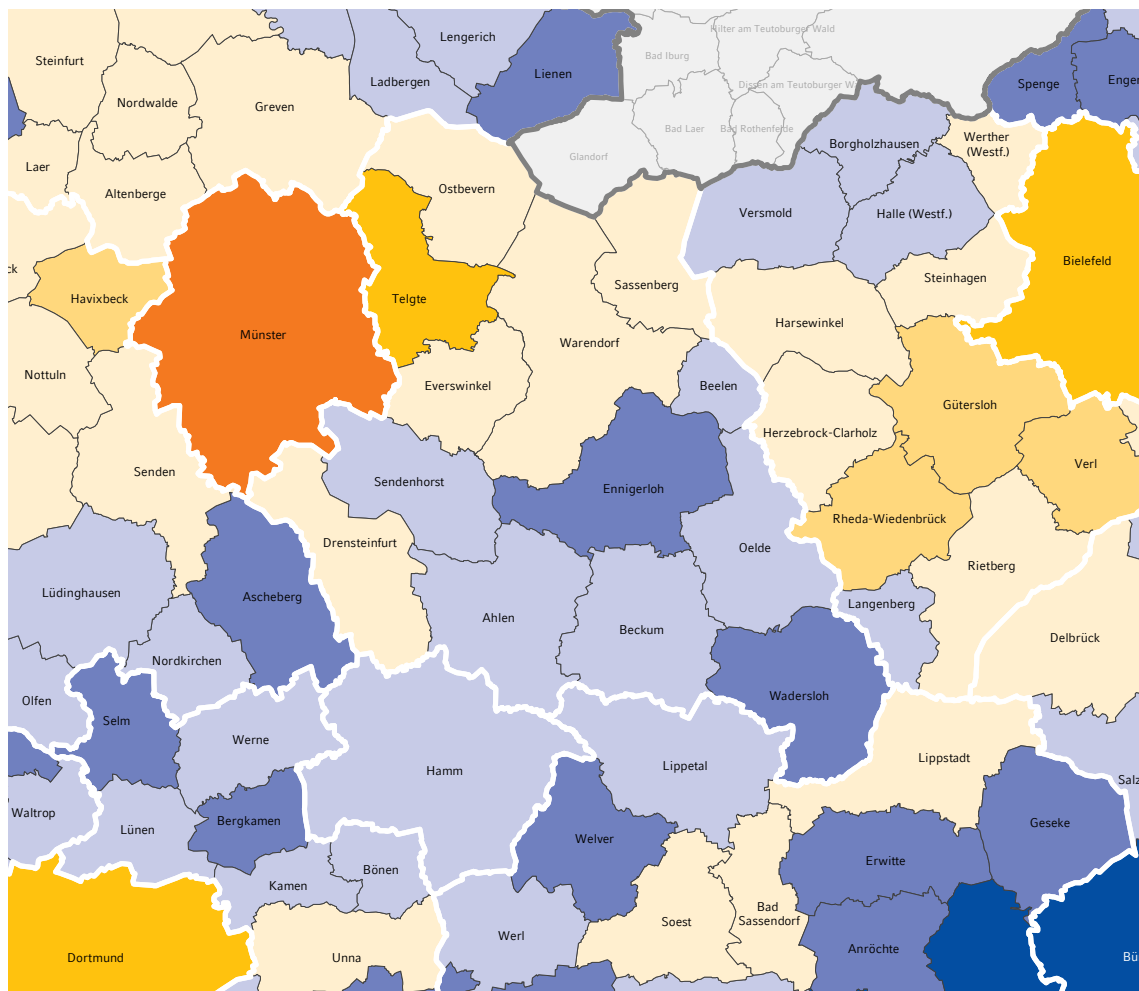 Hilter am Teutoburger Wald
Lengerich
Bad Iburg
Steinfurt
Lienen
Ladbergen
Dissen am Teutoburger W
Spenge
Enger
Nordwalde
Greven
Bad Laer
Bad Rothenfelde
Borgholzhausen
Werther
(Westf.)
Glandorf
Laer
Altenberge
Ostbevern
Versmold
Halle (Westf.)
Bielefeld
ck
Havixbeck
Telgte
Sassenberg
Steinhagen
Münster
Warendorf
Harsewinkel
Nottuln
Everswinkel
Beelen
Gütersloh
Herzebrock-Clarholz
Verl
Senden
Sendenhorst
Ennigerloh
Rheda-Wiedenbrück
Drensteinfurt
Oelde
Rietberg
Lüdinghausen
Ascheberg
Langenberg
Ahlen
Beckum
Delbrück
Nordkirchen
Olfen
Selm
Wadersloh
Werne
Lippstadt
Hamm
Lippetal
Salz
Waltrop
Lünen
Bergkamen
Welver
Geseke
Erwitte
Bönen
Kamen
Soest
Bad
Sassendorf
Werl
Anröchte
Dortmund
Unna
Bü